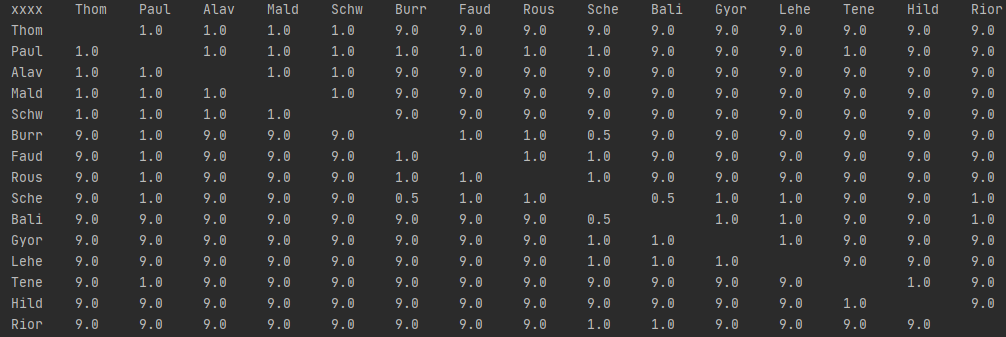 xxxx Thom Paul Alav Mald Schw Burr Faud Rous Sche Bali Gyor Lehe Tene Hild Rior
Thom 1.0 1.0 1.0 1.0 9.0 9.0 9.0 9.0 9.0 9.0 9.0 9.0 9.0 9.0
Paul 1.0 1.0 1.0 1.0 1.0 1.0 1.0 1.0 9.0 9.0 9.0 1.0 9.0 9.0
Alav 1.0 1.0 1.0 1.0 9.0 9.0 9.0 9.0 9.0 9.0 9.0 9.0 9.0 9.0
Mald 1.0 1.0 1.0 1.0 9.0 9.0 9.0 9.0 9.0 9.0 9.0 9.0 9.0 9.0
Schw 1.0 1.0 1.0 1.0 9.0 9.0 9.0 9.0 9.0 9.0 9.0 9.0 9.0 9.0
Burr 9.0 1.0 9.0 9.0 9.0 1.0 1.0 0.5 9.0 9.0 9.0 9.0 9.0 9.0
Faud 9.0 1.0 9.0 9.0 9.0 1.0 1.0 1.0 9.0 9.0 9.0 9.0 9.0 9.0
Rous 9.0 1.0 9.0 9.0 9.0 1.0 1.0 1.0 9.0 9.0 9.0 9.0 9.0 9.0
Sche 9.0 1.0 9.0 9.0 9.0 0.5 1.0 1.0 0.5 1.0 1.0 9.0 9.0 1.0
Bali 9.0 9.0 9.0 9.0 9.0 9.0 9.0 9.0 0.5 1.0 1.0 9.0 9.0 1.0
Gyor 9.0 9.0 9.0 9.0 9.0 9.0 9.0 9.0 1.0 1.0 1.0 9.0 9.0 9.0
Lehe 9.0 9.0 9.0 9.0 9.0 9.0 9.0 9.0 1.0 1.0 1.0 9.0 9.0 9.0
Tene 9.0 1.0 9.0 9.0 9.0 9.0 9.0 9.0 9.0 9.0 9.0 9.0 1.0 9.0
Hild 9.0 9.0 9.0 9.0 9.0 9.0 9.0 9.0 9.0 9.0 9.0 9.0 1.0 9.0
Rior 9.0 9.0 9.0 9.0 9.0 9.0 9.0 9.0 1.0 1.0 9.0 9.0 9.0 9.0